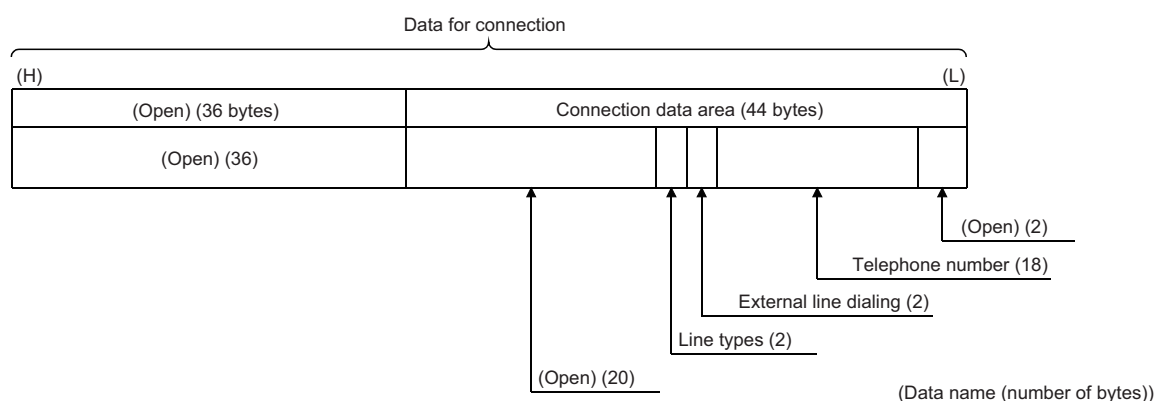 Data for connection
(H)
(L)
(Open) (36 bytes)
Connection data area (44 bytes)
(Open) (36)
(Open) (2)
Telephone number (18)
External line dialing (2)
Line types (2)
(Open) (20)
(Data name (number of bytes))